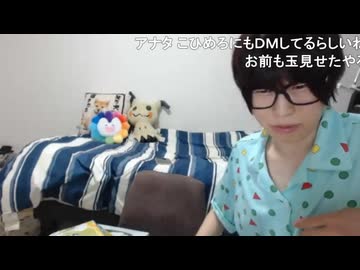 アナタ こひめろにもDMしてるらしいわ
お前も玉見せたやろ